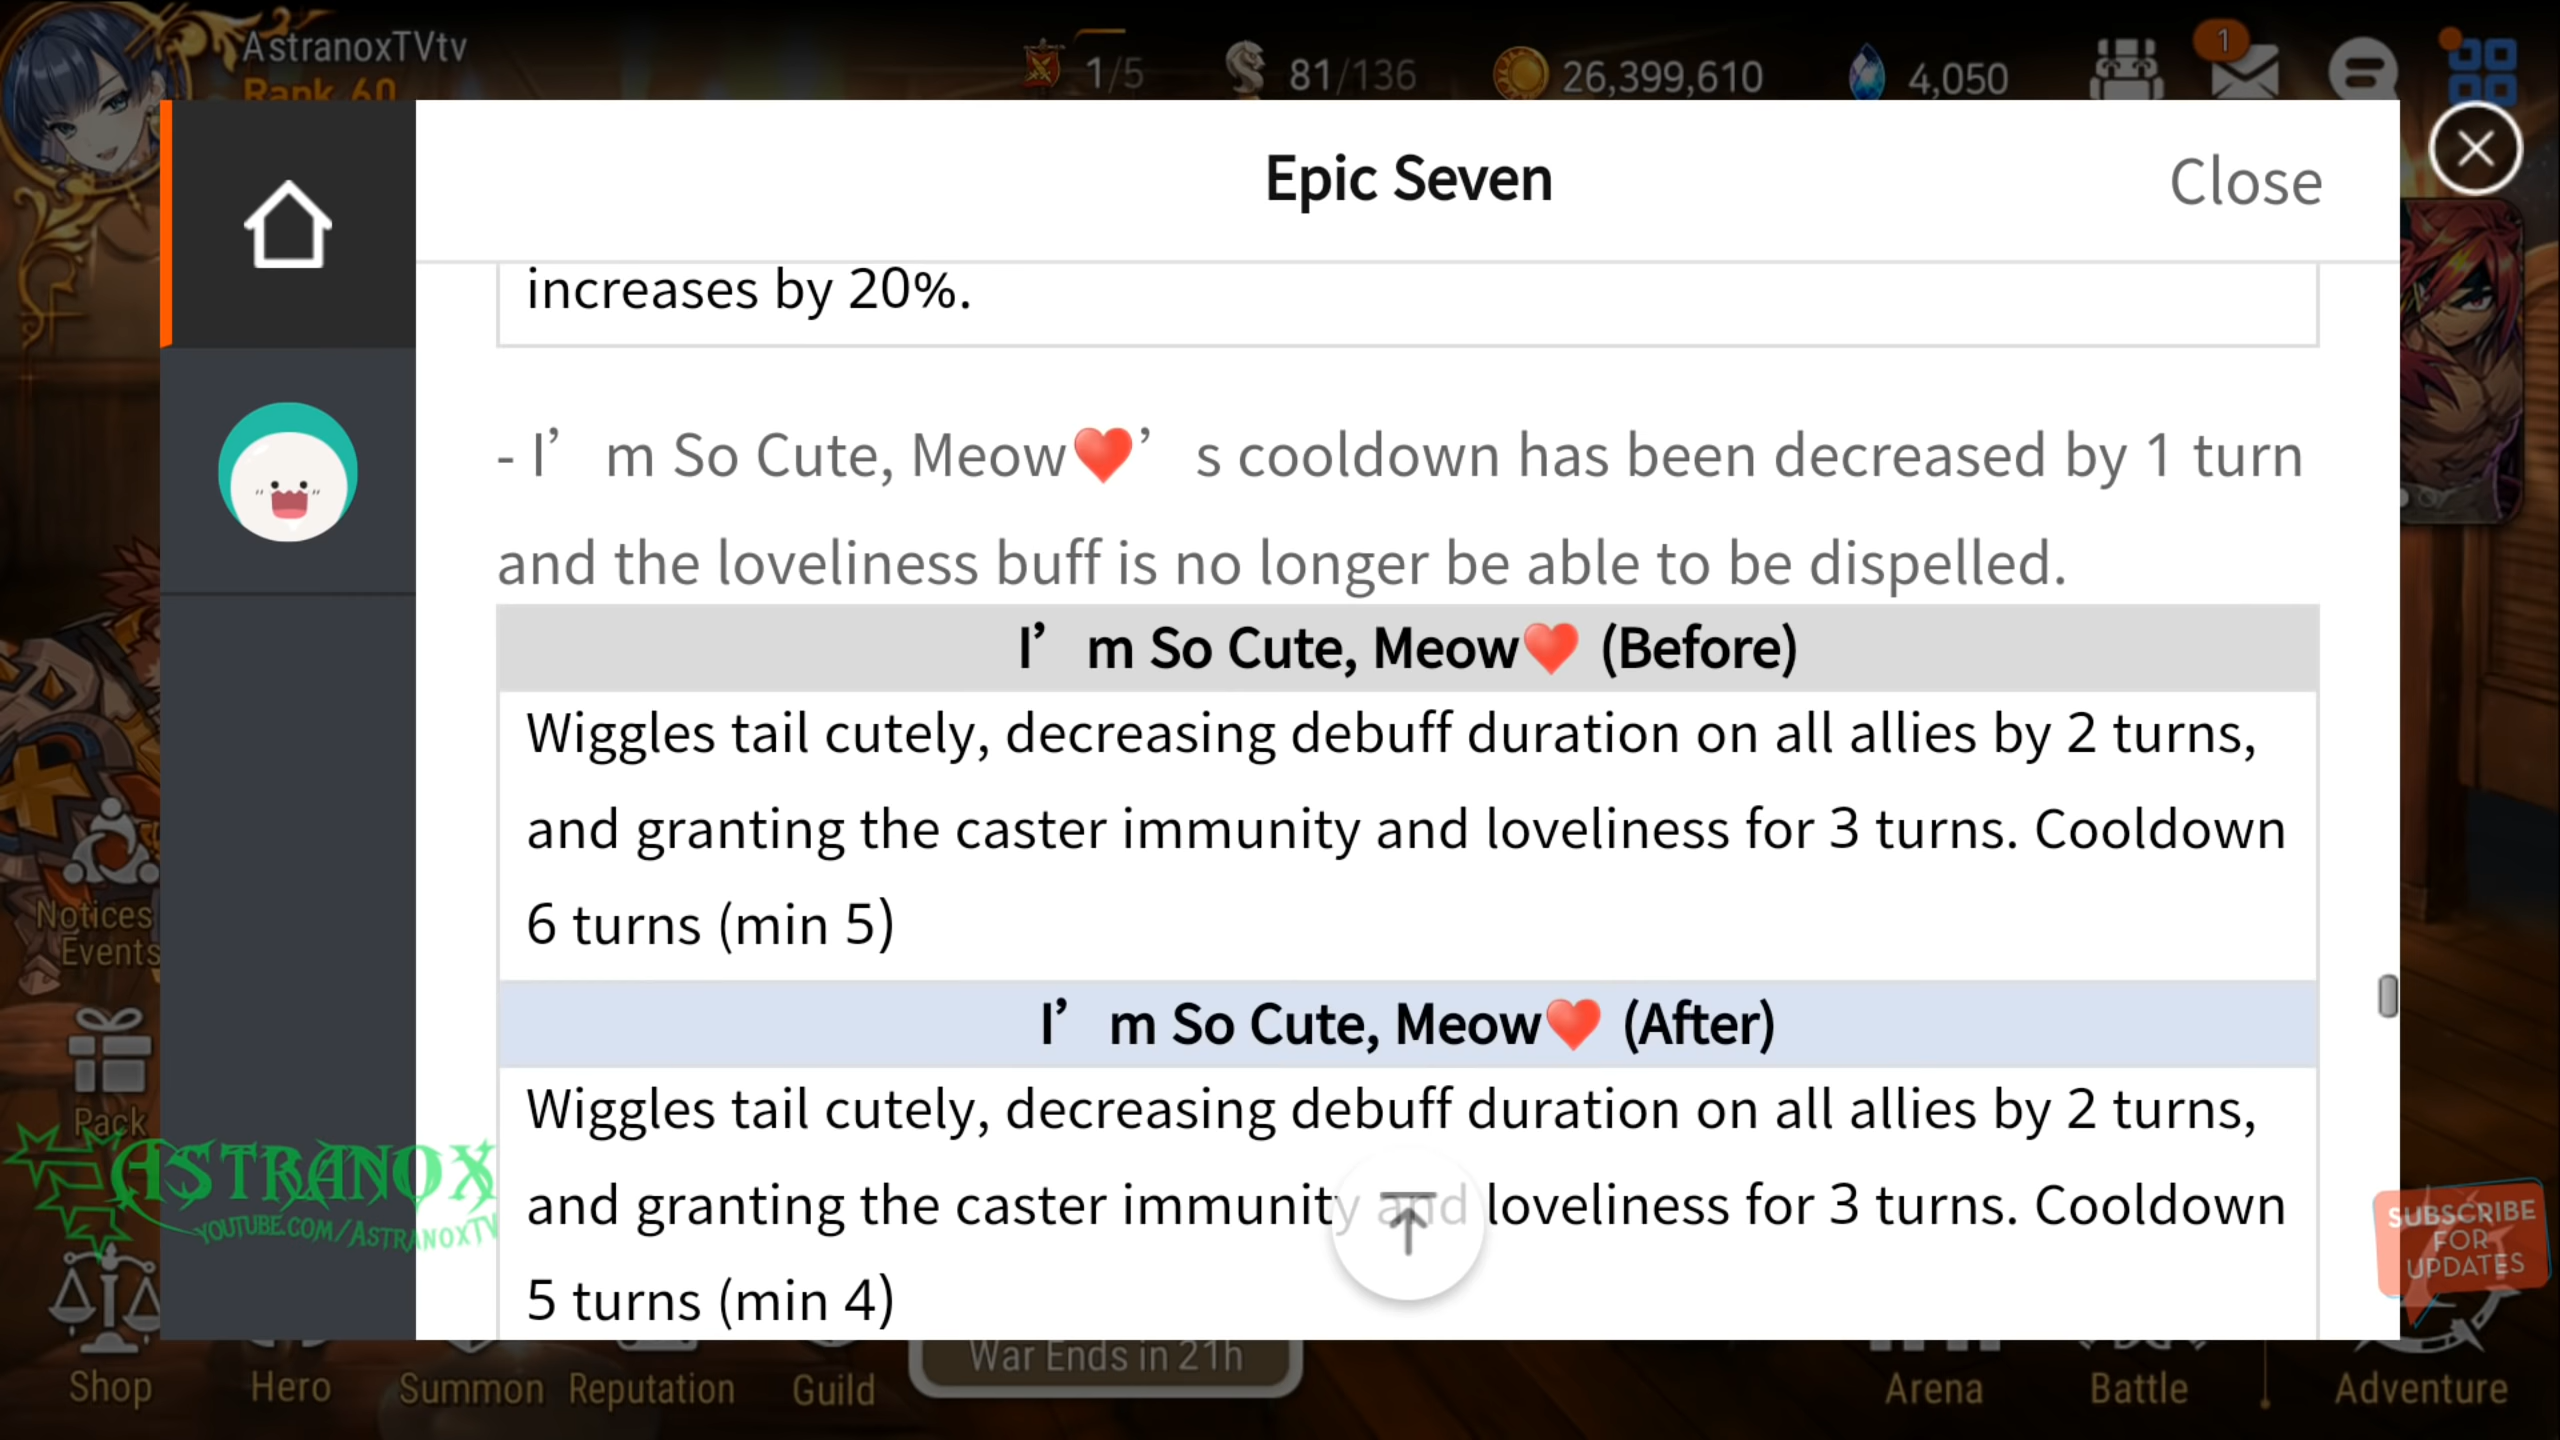 AstranoxTVtv
Rank 60
1/5
81/136
26,399,610
4,050
1
Epic Seven
Close
increases by 20%.
- I’m So Cute, Meow❤️’s cooldown has been decreased by 1 turn
and the loveliness buff is no longer be able to be dispelled.
I’m So Cute, Meow❤️ (Before)
Wiggles tail cutely, decreasing debuff duration on all allies by 2 turns,
and granting the caster immunity and loveliness for 3 turns. Cooldown
6 turns (min 5)
I’m So Cute, Meow❤️ (After)
Wiggles tail cutely, decreasing debuff duration on all allies by 2 turns,
and granting the caster immunity and loveliness for 3 turns. Cooldown
5 turns (min 4)
Notices
Events
Pack
ASTRANOX
YOUTUBE.COM/ASTRANOXTV
SUBSCRIBE
FOR
UPDATES
War Ends in 21h
Shop
Hero
Summon
Reputation
Guild
Arena
Battle
Adventure